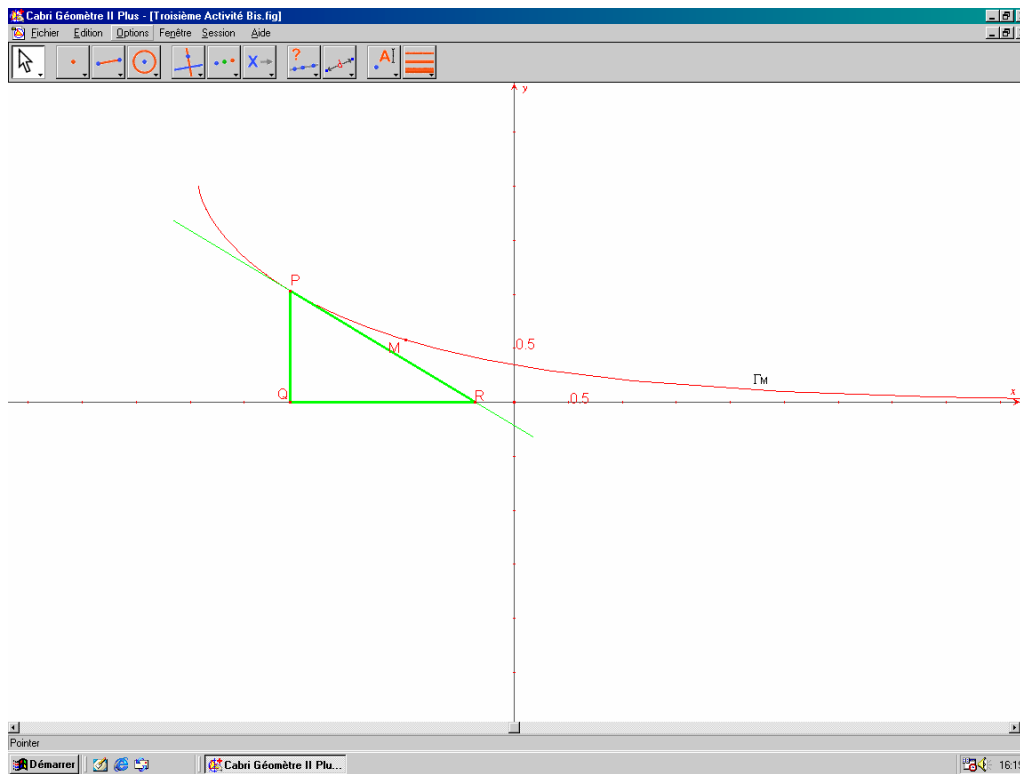 Cabri Géomètre II Plus - [Troisième Activité Bis.fig]
Fichier Edition Options Fenêtre Session Aide
? X A
y
P
M
0.5
ΓM
Q
R
0.5
x
Pointer
Démarrer
Cabri Géomètre II Plu...